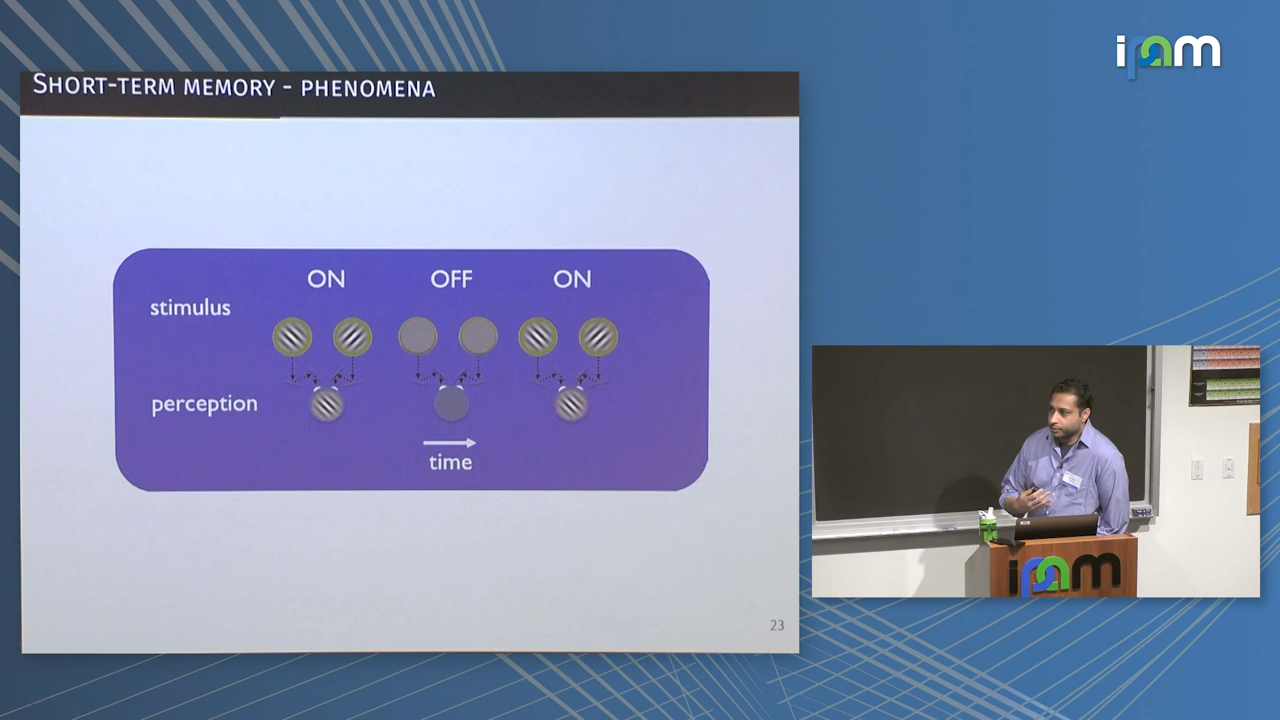 SHORT-TERM MEMORY - PHENOMENA
ON OFF ON
stimulus
perception
time
23
ipam
ipam